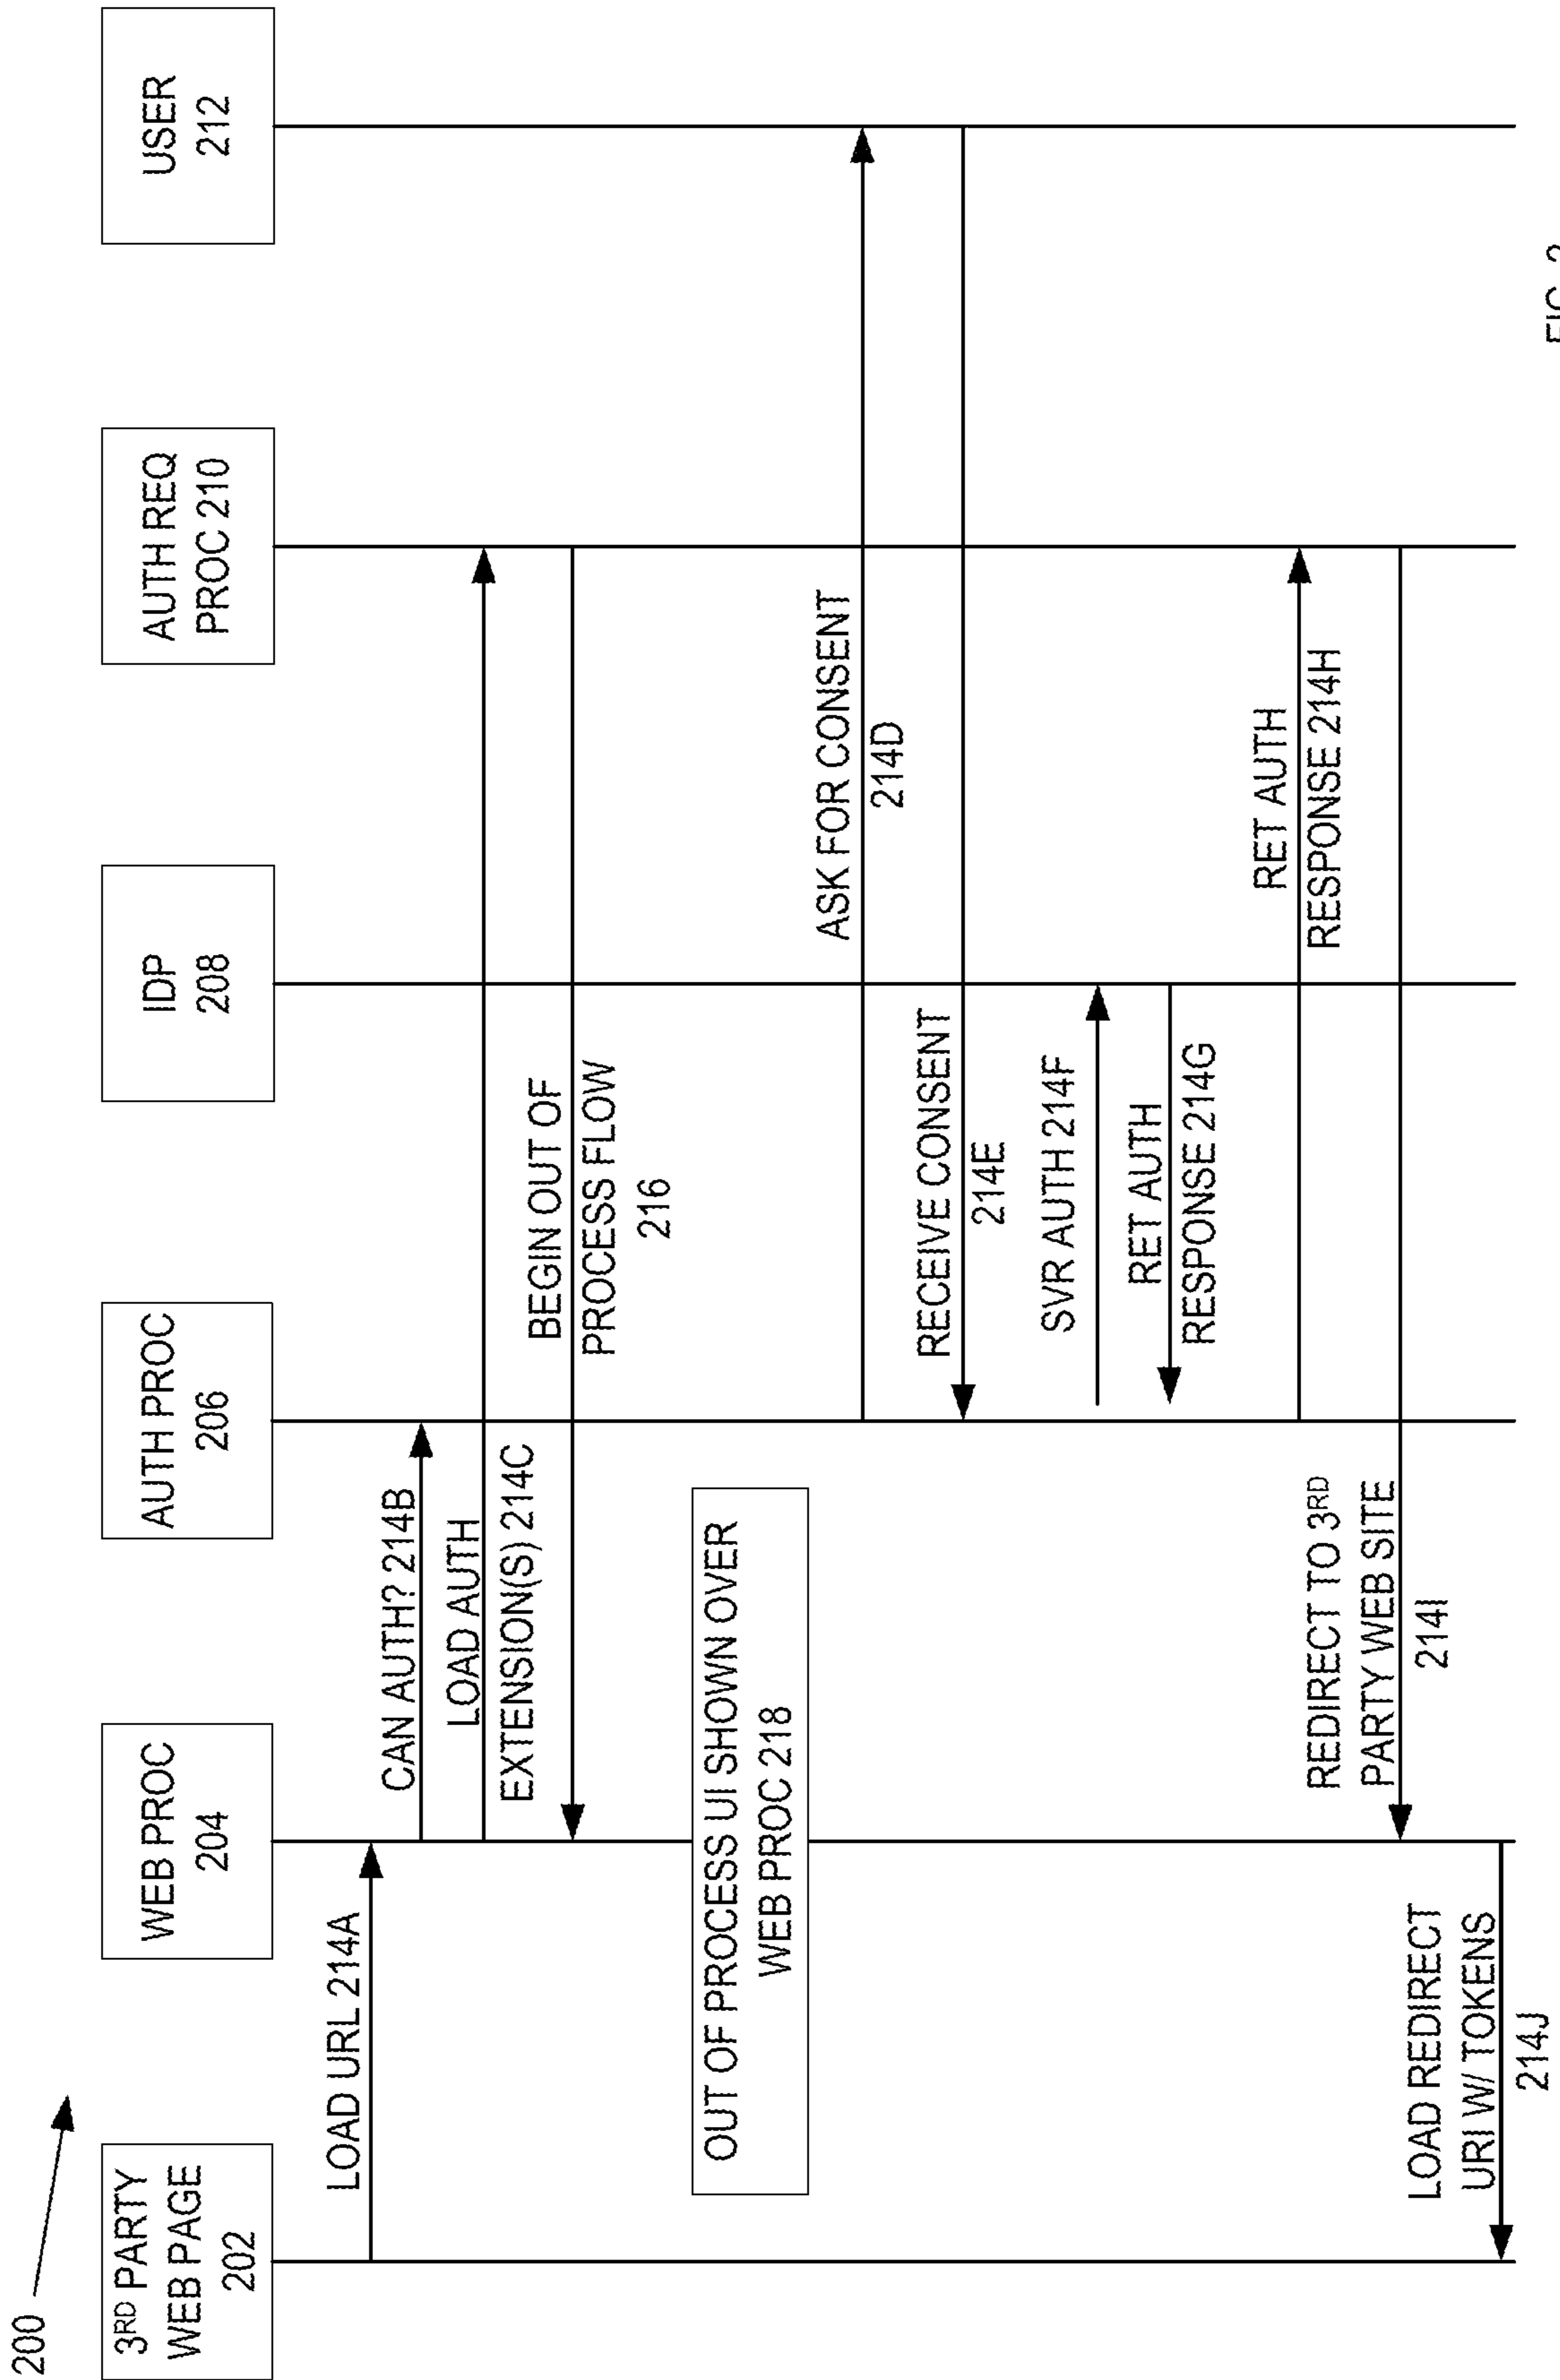 200
3RD PARTY
WEB PAGE
202
WEB PROC
204
AUTH PROC
206
IDP
208
AUTH REQ
PROC 210
USER
212
LOAD URL 214A
CAN AUTH? 214B
LOAD AUTH
EXTENSION(S) 214C
BEGIN OUT OF
PROCESS FLOW
216
OUT OF PROCESS UI SHOWN OVER
WEB PROC 218
ASK FOR CONSENT
214D
RECEIVE CONSENT
214E
SVR AUTH 214F
RET AUTH
RESPONSE 214G
RET AUTH
RESPONSE 214H
REDIRECT TO 3RD
PARTY WEB SITE
214I
LOAD REDIRECT
URI W/ TOKENS
214J